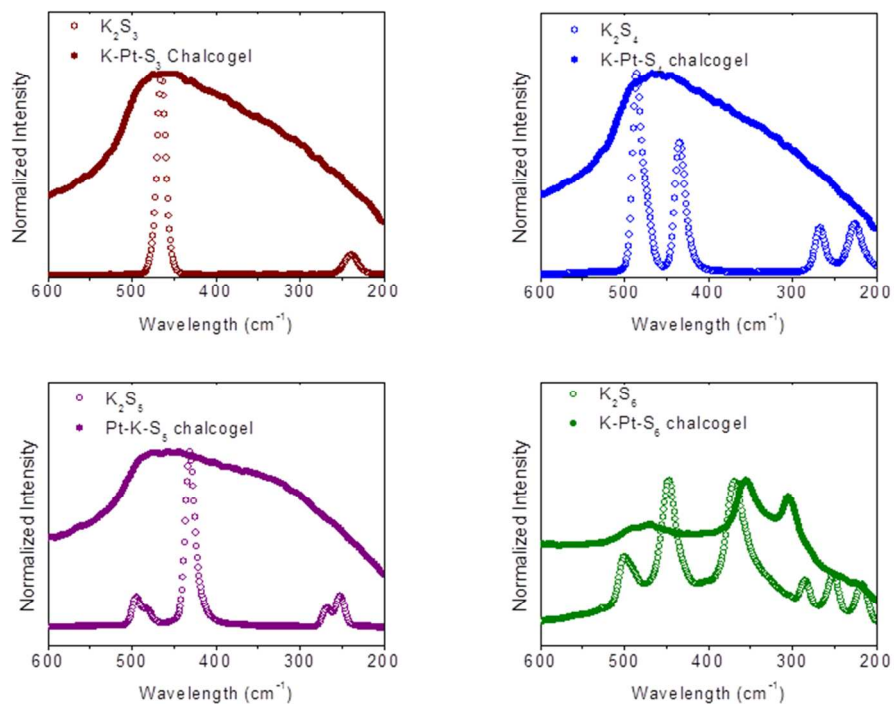 K₂S₃
K-Pt-S₃ Chalcogel
Normalized Intensity
600 500 400 300 200
Wavelength (cm⁻¹)
K₂S₄
K-Pt-S₄ chalcogel
Normalized Intensity
600 500 400 300 200
Wavelength (cm⁻¹)
K₂S₅
Pt-K-S₅ chalcogel
Normalized Intensity
600 500 400 300 200
Wavelength (cm⁻¹)
K₂S₆
K-Pt-S₆ chalcogel
Normalized Intensity
600 500 400 300 200
Wavelength (cm⁻¹)